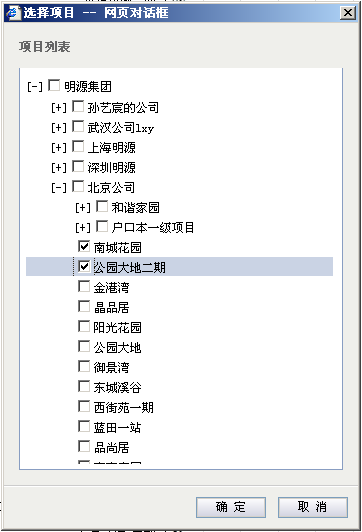 选择项目 -- 网页对话框
项目列表
[-] 明源集团
[+] 孙艺宸的公司
[+] 武汉公司lxy
[+] 上海明源
[+] 深圳明源
[-] 北京公司
[+] 和谐家园
[+] 户口本一级项目
南城花园
公园大地二期
金港湾
晶品居
阳光花园
公园大地
御景湾
东城溪谷
西街苑一期
蓝田一站
品尚居
确 定 取 消